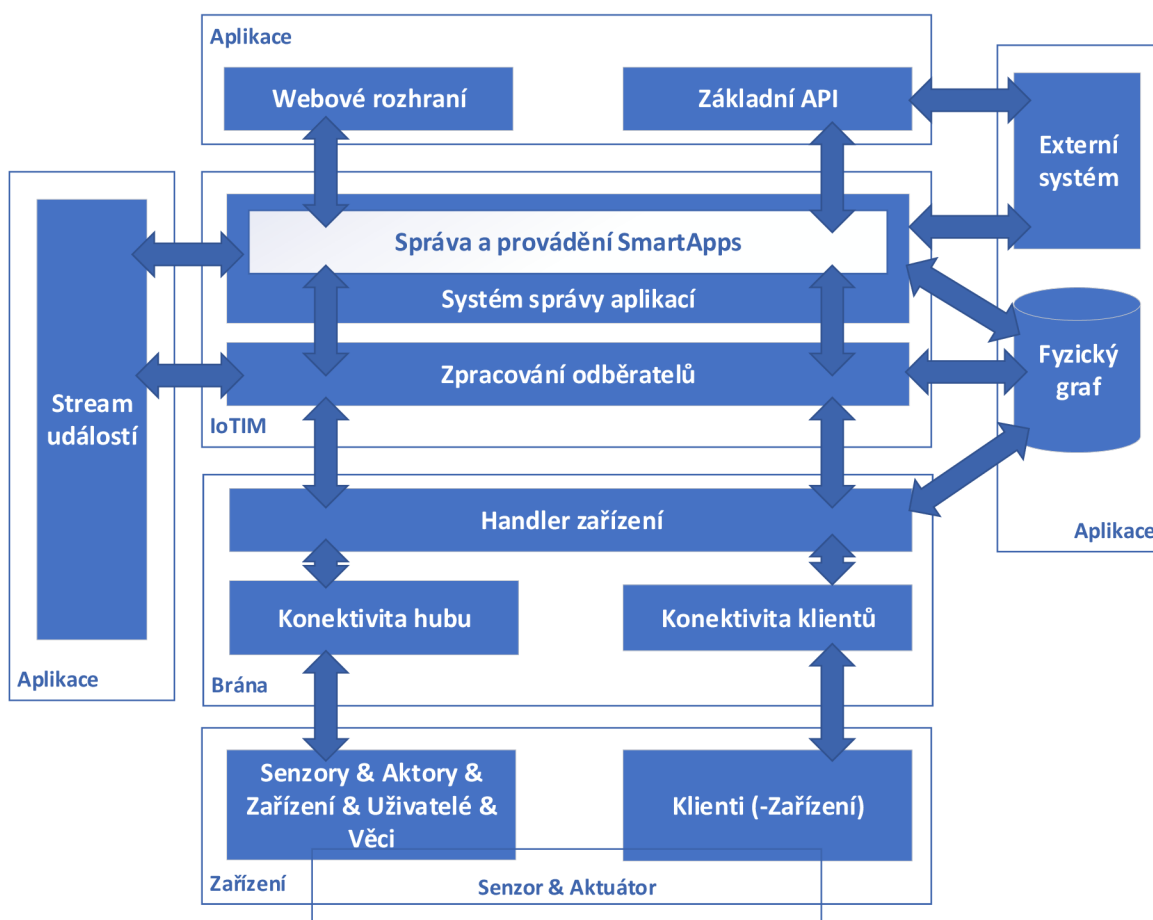 Aplikace
Webové rozhraní
Základní API
Externí
systém
Správa a provádění SmartApps
Systém správy aplikací
Zpracování odběratelů
IoTIM
Stream
událostí
Aplikace
Fyzický
graf
Aplikace
Handler zařízení
Konektivita hubu
Konektivita klientů
Brána
Senzory & Aktory &
Zařízení & Uživatelé &
Věci
Klienti (-Zařízení)
Zařízení
Senzor & Aktuátor